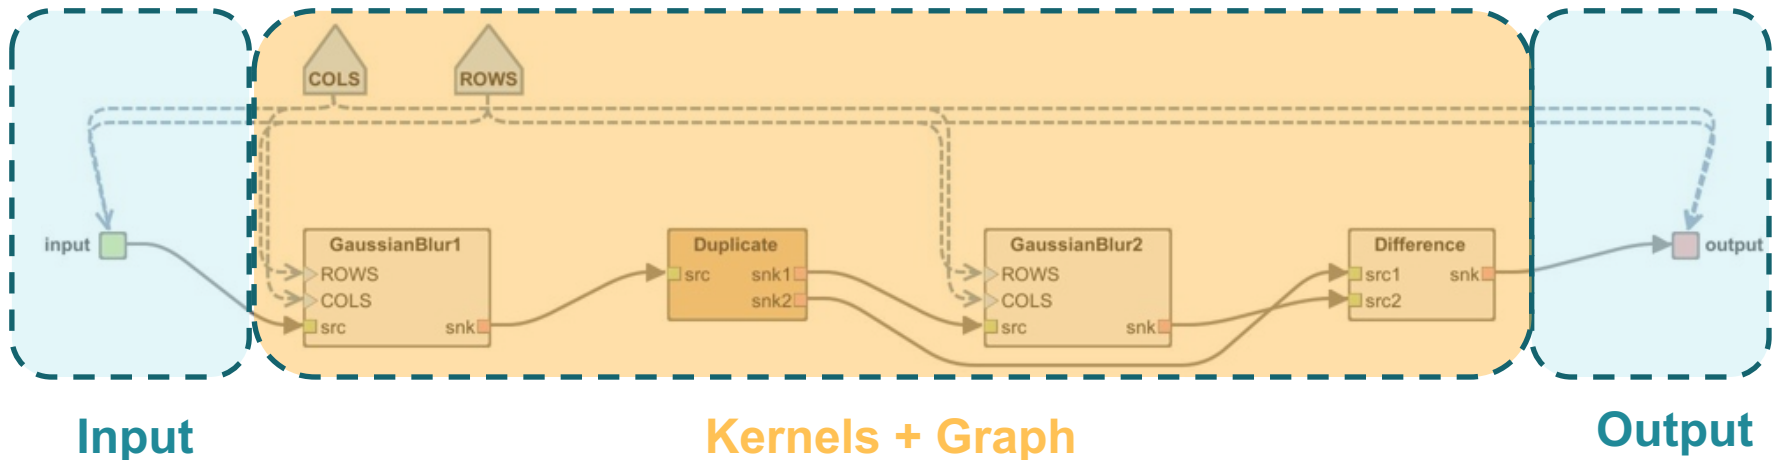 COLS
ROWS
input
GaussianBlur1
ROWS
COLS
src
snk
Duplicate
src
snk1
snk2
GaussianBlur2
ROWS
COLS
src
snk
Difference
src1
snk
src2
output
Input
Kernels + Graph
Output